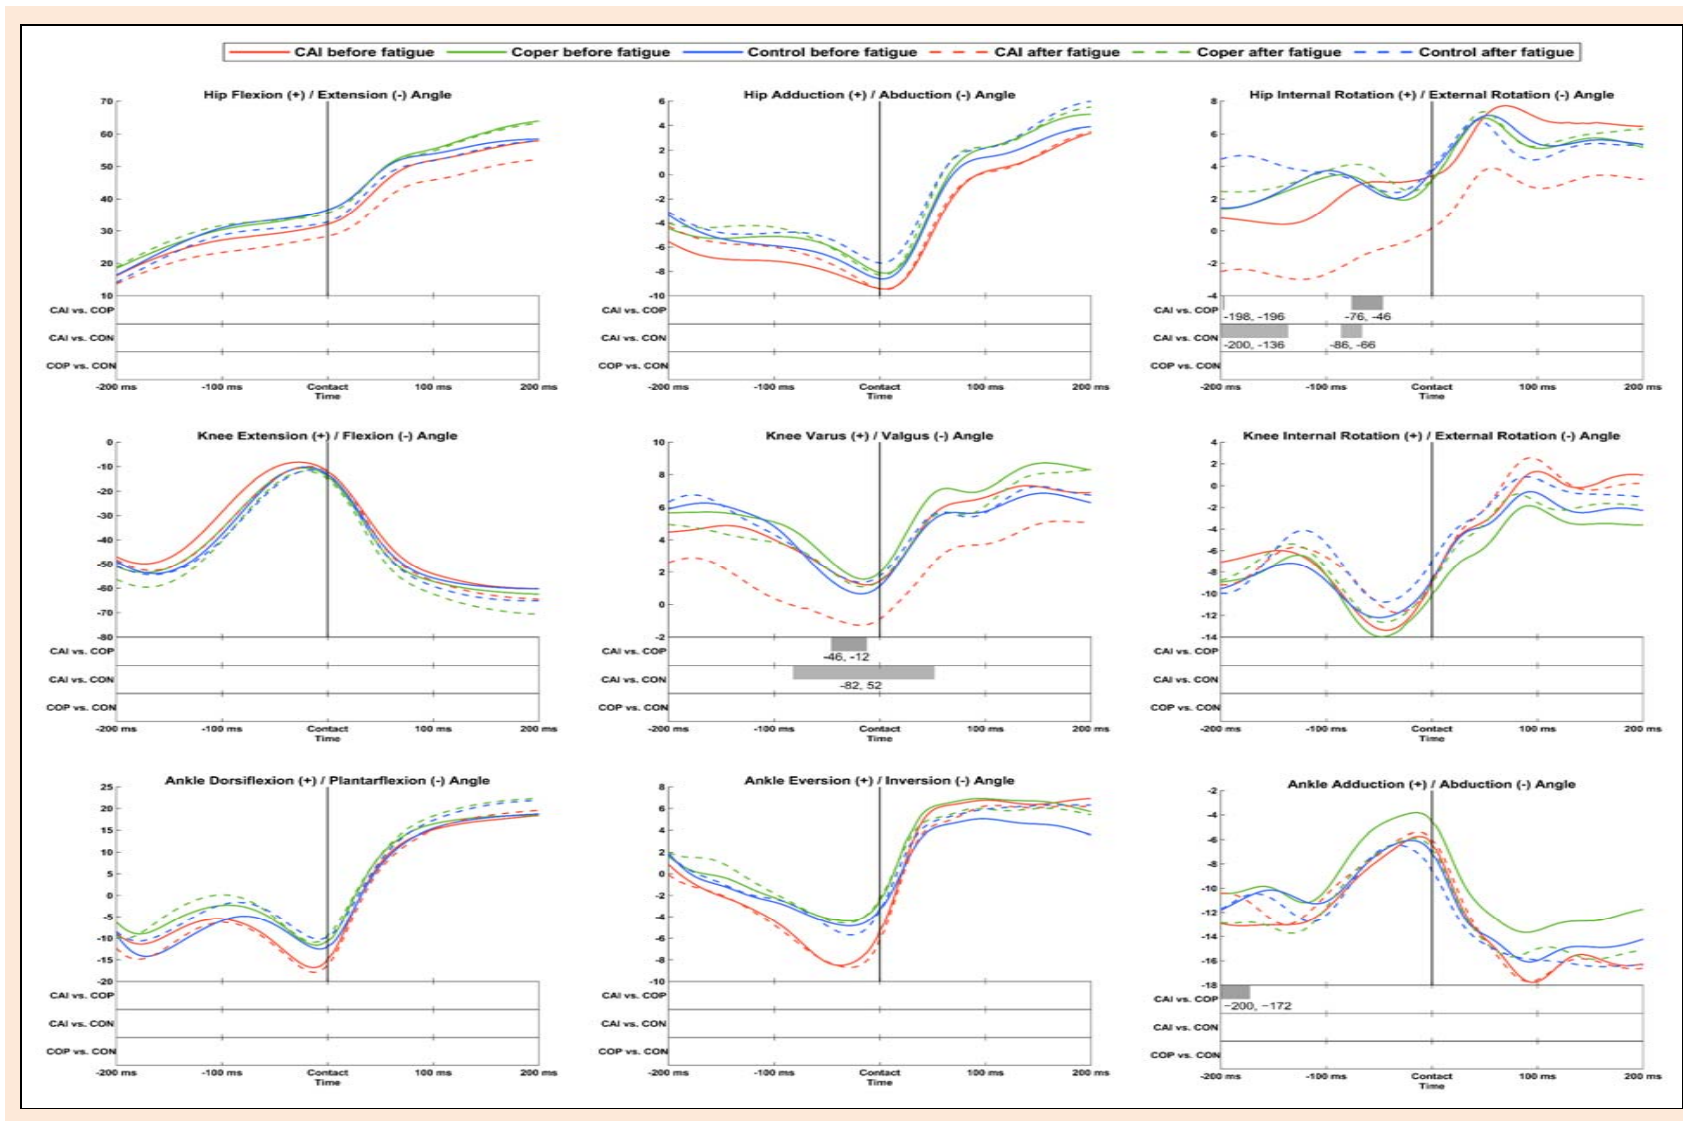 CAI before fatigue Coper before fatigue Control before fatigue CAI after fatigue Coper after fatigue Control after fatigue
Hip Flexion (+) / Extension (-) Angle
70
60
50
40
30
20
10
CAI vs. COP
CAI vs. CON
COP vs. CON
-200 ms -100 ms Contact 100 ms 200 ms
Time
Hip Adduction (+) / Abduction (-) Angle
6
4
2
0
-2
-4
-6
-8
-10
CAI vs. COP
CAI vs. CON
COP vs. CON
-200 ms -100 ms Contact 100 ms 200 ms
Time
Hip Internal Rotation (+) / External Rotation (-) Angle
8
6
4
2
0
-2
-4
CAI vs. COP
-198, -196 -76, -46
CAI vs. CON
-200, -136 -86, -66
COP vs. CON
-200 ms -100 ms Contact 100 ms 200 ms
Time
Knee Extension (+) / Flexion (-) Angle
0
-10
-20
-30
-40
-50
-60
-70
-80
CAI vs. COP
CAI vs. CON
COP vs. CON
-200 ms -100 ms Contact 100 ms 200 ms
Time
Knee Varus (+) / Valgus (-) Angle
10
8
6
4
2
0
-2
CAI vs. COP
-46, -12
CAI vs. CON
-82, 52
COP vs. CON
-200 ms -100 ms Contact 100 ms 200 ms
Time
Knee Internal Rotation (+) / External Rotation (-) Angle
4
2
0
-2
-4
-6
-8
-10
-12
-14
CAI vs. COP
CAI vs. CON
COP vs. CON
-200 ms -100 ms Contact 100 ms 200 ms
Time
Ankle Dorsiflexion (+) / Plantarflexion (-) Angle
25
20
15
10
5
0
-5
-10
-15
-20
CAI vs. COP
CAI vs. CON
COP vs. CON
-200 ms -100 ms Contact 100 ms 200 ms
Time
Ankle Eversion (+) / Inversion (-) Angle
8
6
4
2
0
-2
-4
-6
-8
-10
CAI vs. COP
CAI vs. CON
COP vs. CON
-200 ms -100 ms Contact 100 ms 200 ms
Time
Ankle Adduction (+) / Abduction (-) Angle
-2
-4
-6
-8
-10
-12
-14
-16
-18
CAI vs. COP
−200, −172
CAI vs. CON
COP vs. CON
-200 ms -100 ms Contact 100 ms 200 ms
Time